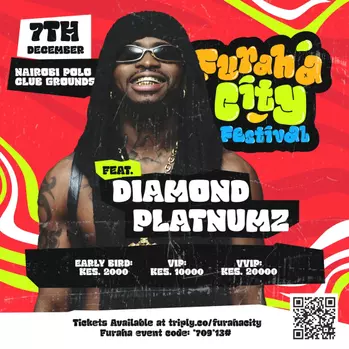 7TH
DECEMBER
NAIROBI POLO
CLUB GROUNDS
Furaha
City
Festival
FEAT.
DIAMOND
PLATNUMZ
EARLY BIRD:
KES. 2000
VIP:
KES. 10000
VVIP:
KES. 20000
Tickets Available at triply.co/furahacity
Furaha event code: *709*13#